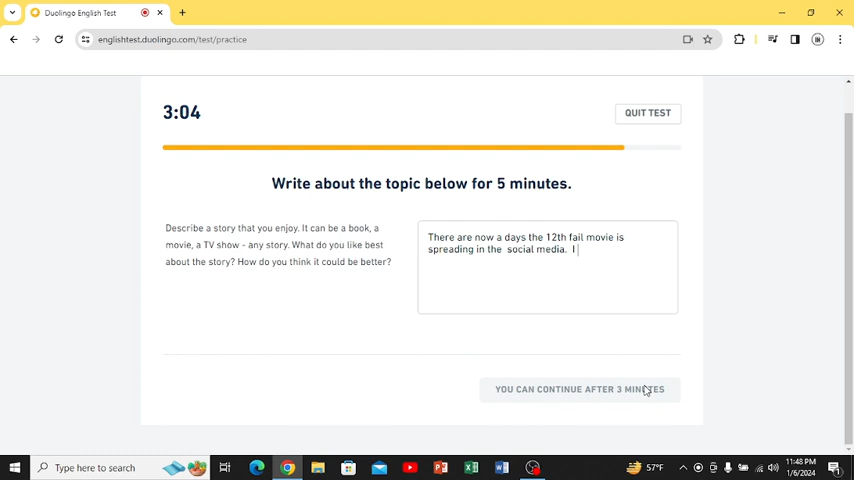 Duolingo English Test
englishtest.duolingo.com/test/practice
3:04
QUIT TEST
Write about the topic below for 5 minutes.
Describe a story that you enjoy. It can be a book, a
movie, a TV show - any story. What do you like best
about the story? How do you think it could be better?
There are now a days the 12th fail movie is
spreading in the  social media.  I
YOU CAN CONTINUE AFTER 3 MINUTES
Type here to search
57°F
11:48 PM
1/6/2024